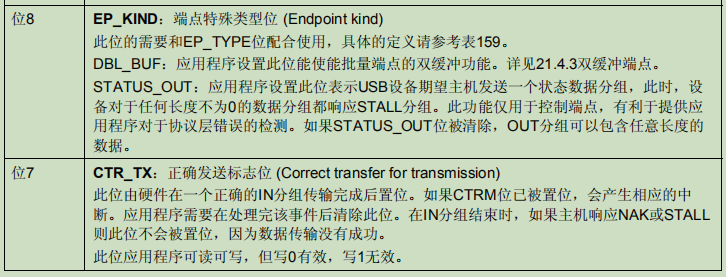 位8
EP_KIND：端点特殊类型位 (Endpoint kind)
此位的需要和EP_TYPE位配合使用，具体的定义请参考表159。
DBL_BUF：应用程序设置此位能使能批量端点的双缓冲功能。详见21.4.3双缓冲端点。
STATUS_OUT：应用程序设置此位表示USB设备期望主机发送一个状态数据分组，此时，设
备对于任何长度不为0的数据分组都响应STALL分组。此功能仅用于控制端点，有利于提供应
用程序对于协议层错误的检测。如果STATUS_OUT位被清除，OUT分组可以包含任意长度的
数据。
位7
CTR_TX：正确发送标志位 (Correct transfer for transmission)
此位由硬件在一个正确的IN分组传输完成后置位。如果CTRM位已被置位，会产生相应的中
断。应用程序需要在处理完该事件后清除此位。在IN分组结束时，如果主机响应NAK或STALL
则此位不会被置位，因为数据传输没有成功。
此位应用程序可读可写，但写0有效，写1无效。